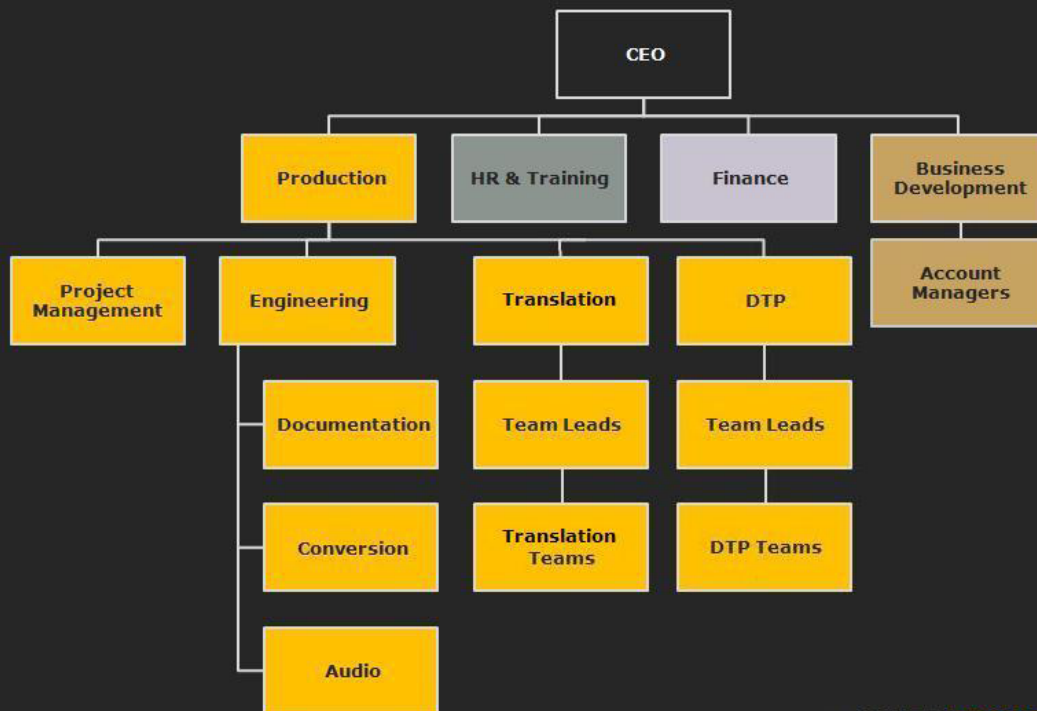 CEO
Production
HR & Training
Finance
Business
Development
Project
Management
Engineering
Translation
DTP
Account
Managers
Documentation
Team Leads
Team Leads
Conversion
Translation
Teams
DTP Teams
Audio